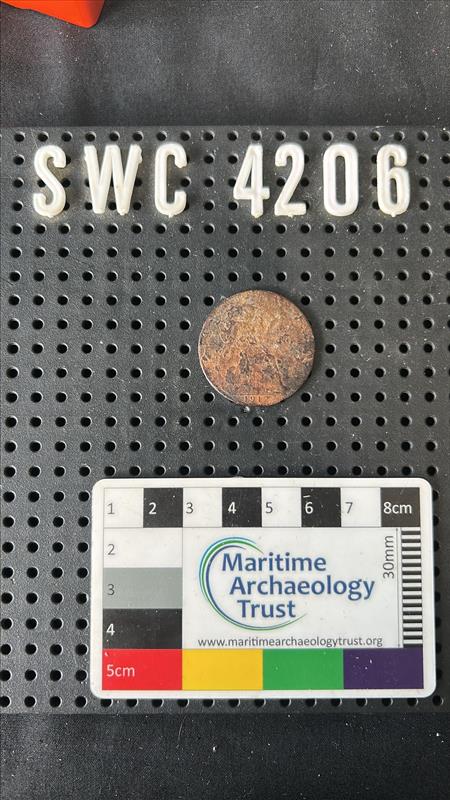 SWC 4206
1 2 3 4 5 6 7 8cm
2
3
4
5cm
30mm
Maritime
Archaeology
Trust
www.maritimearchaeologytrust.org